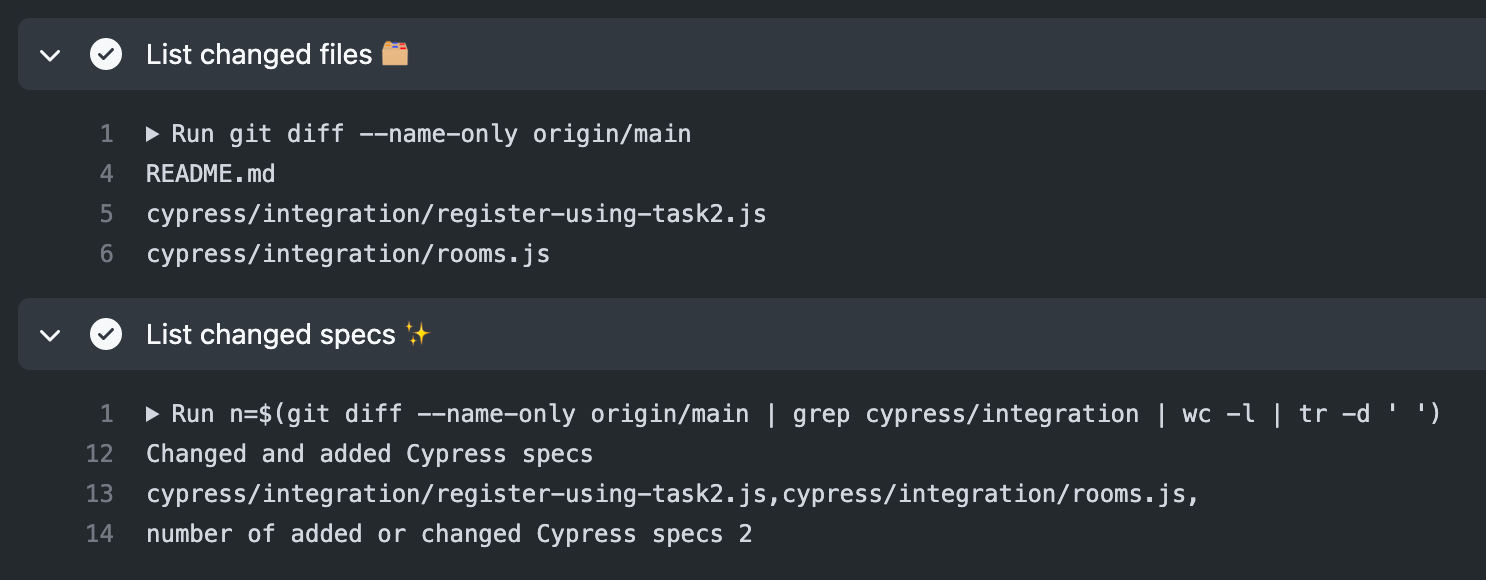 List changed files 🗂️
1 ▶ Run git diff --name-only origin/main
4 README.md
5 cypress/integration/register-using-task2.js
6 cypress/integration/rooms.js
List changed specs ✨
1 ▶ Run n=$(git diff --name-only origin/main | grep cypress/integration | wc -l | tr -d ' ')
12 Changed and added Cypress specs
13 cypress/integration/register-using-task2.js,cypress/integration/rooms.js,
14 number of added or changed Cypress specs 2